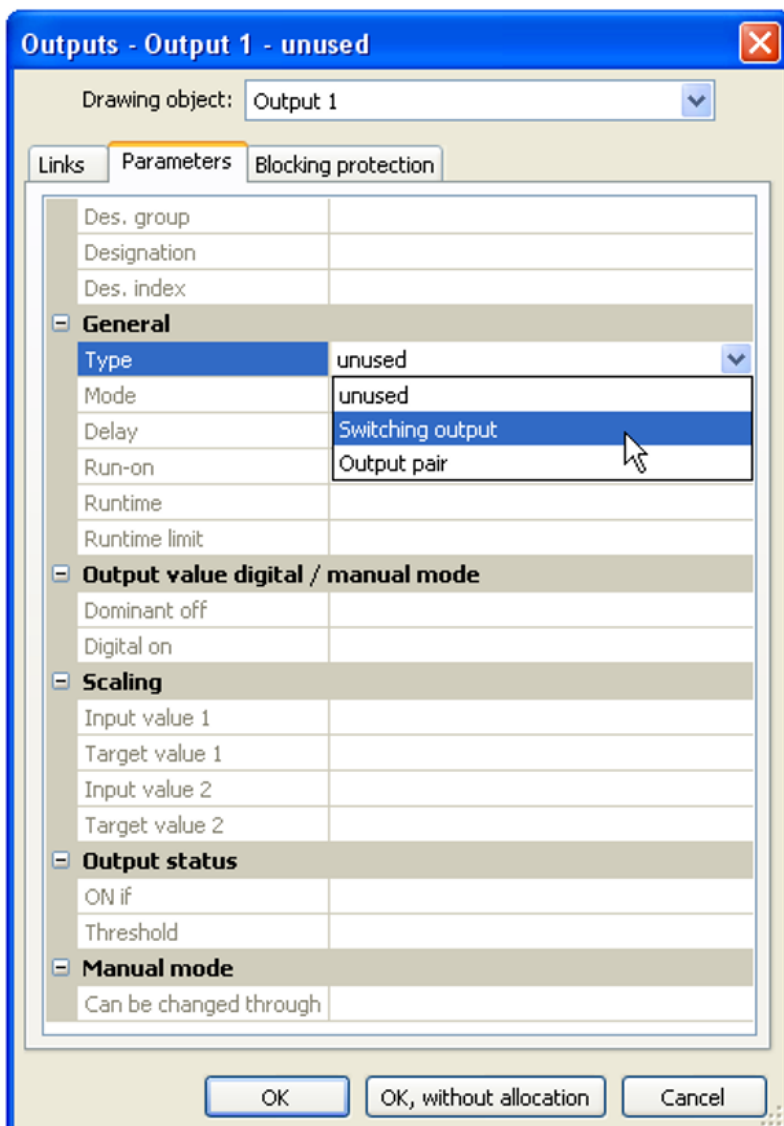 Outputs - Output 1 - unused
Drawing object: Output 1
Links Parameters Blocking protection
Des. group
Designation
Des. index
General
Type unused
Mode unused
Delay Switching output
Run-on Output pair
Runtime
Runtime limit
Output value digital / manual mode
Dominant off
Digital on
Scaling
Input value 1
Target value 1
Input value 2
Target value 2
Output status
ON if
Threshold
Manual mode
Can be changed through
OK OK, without allocation Cancel